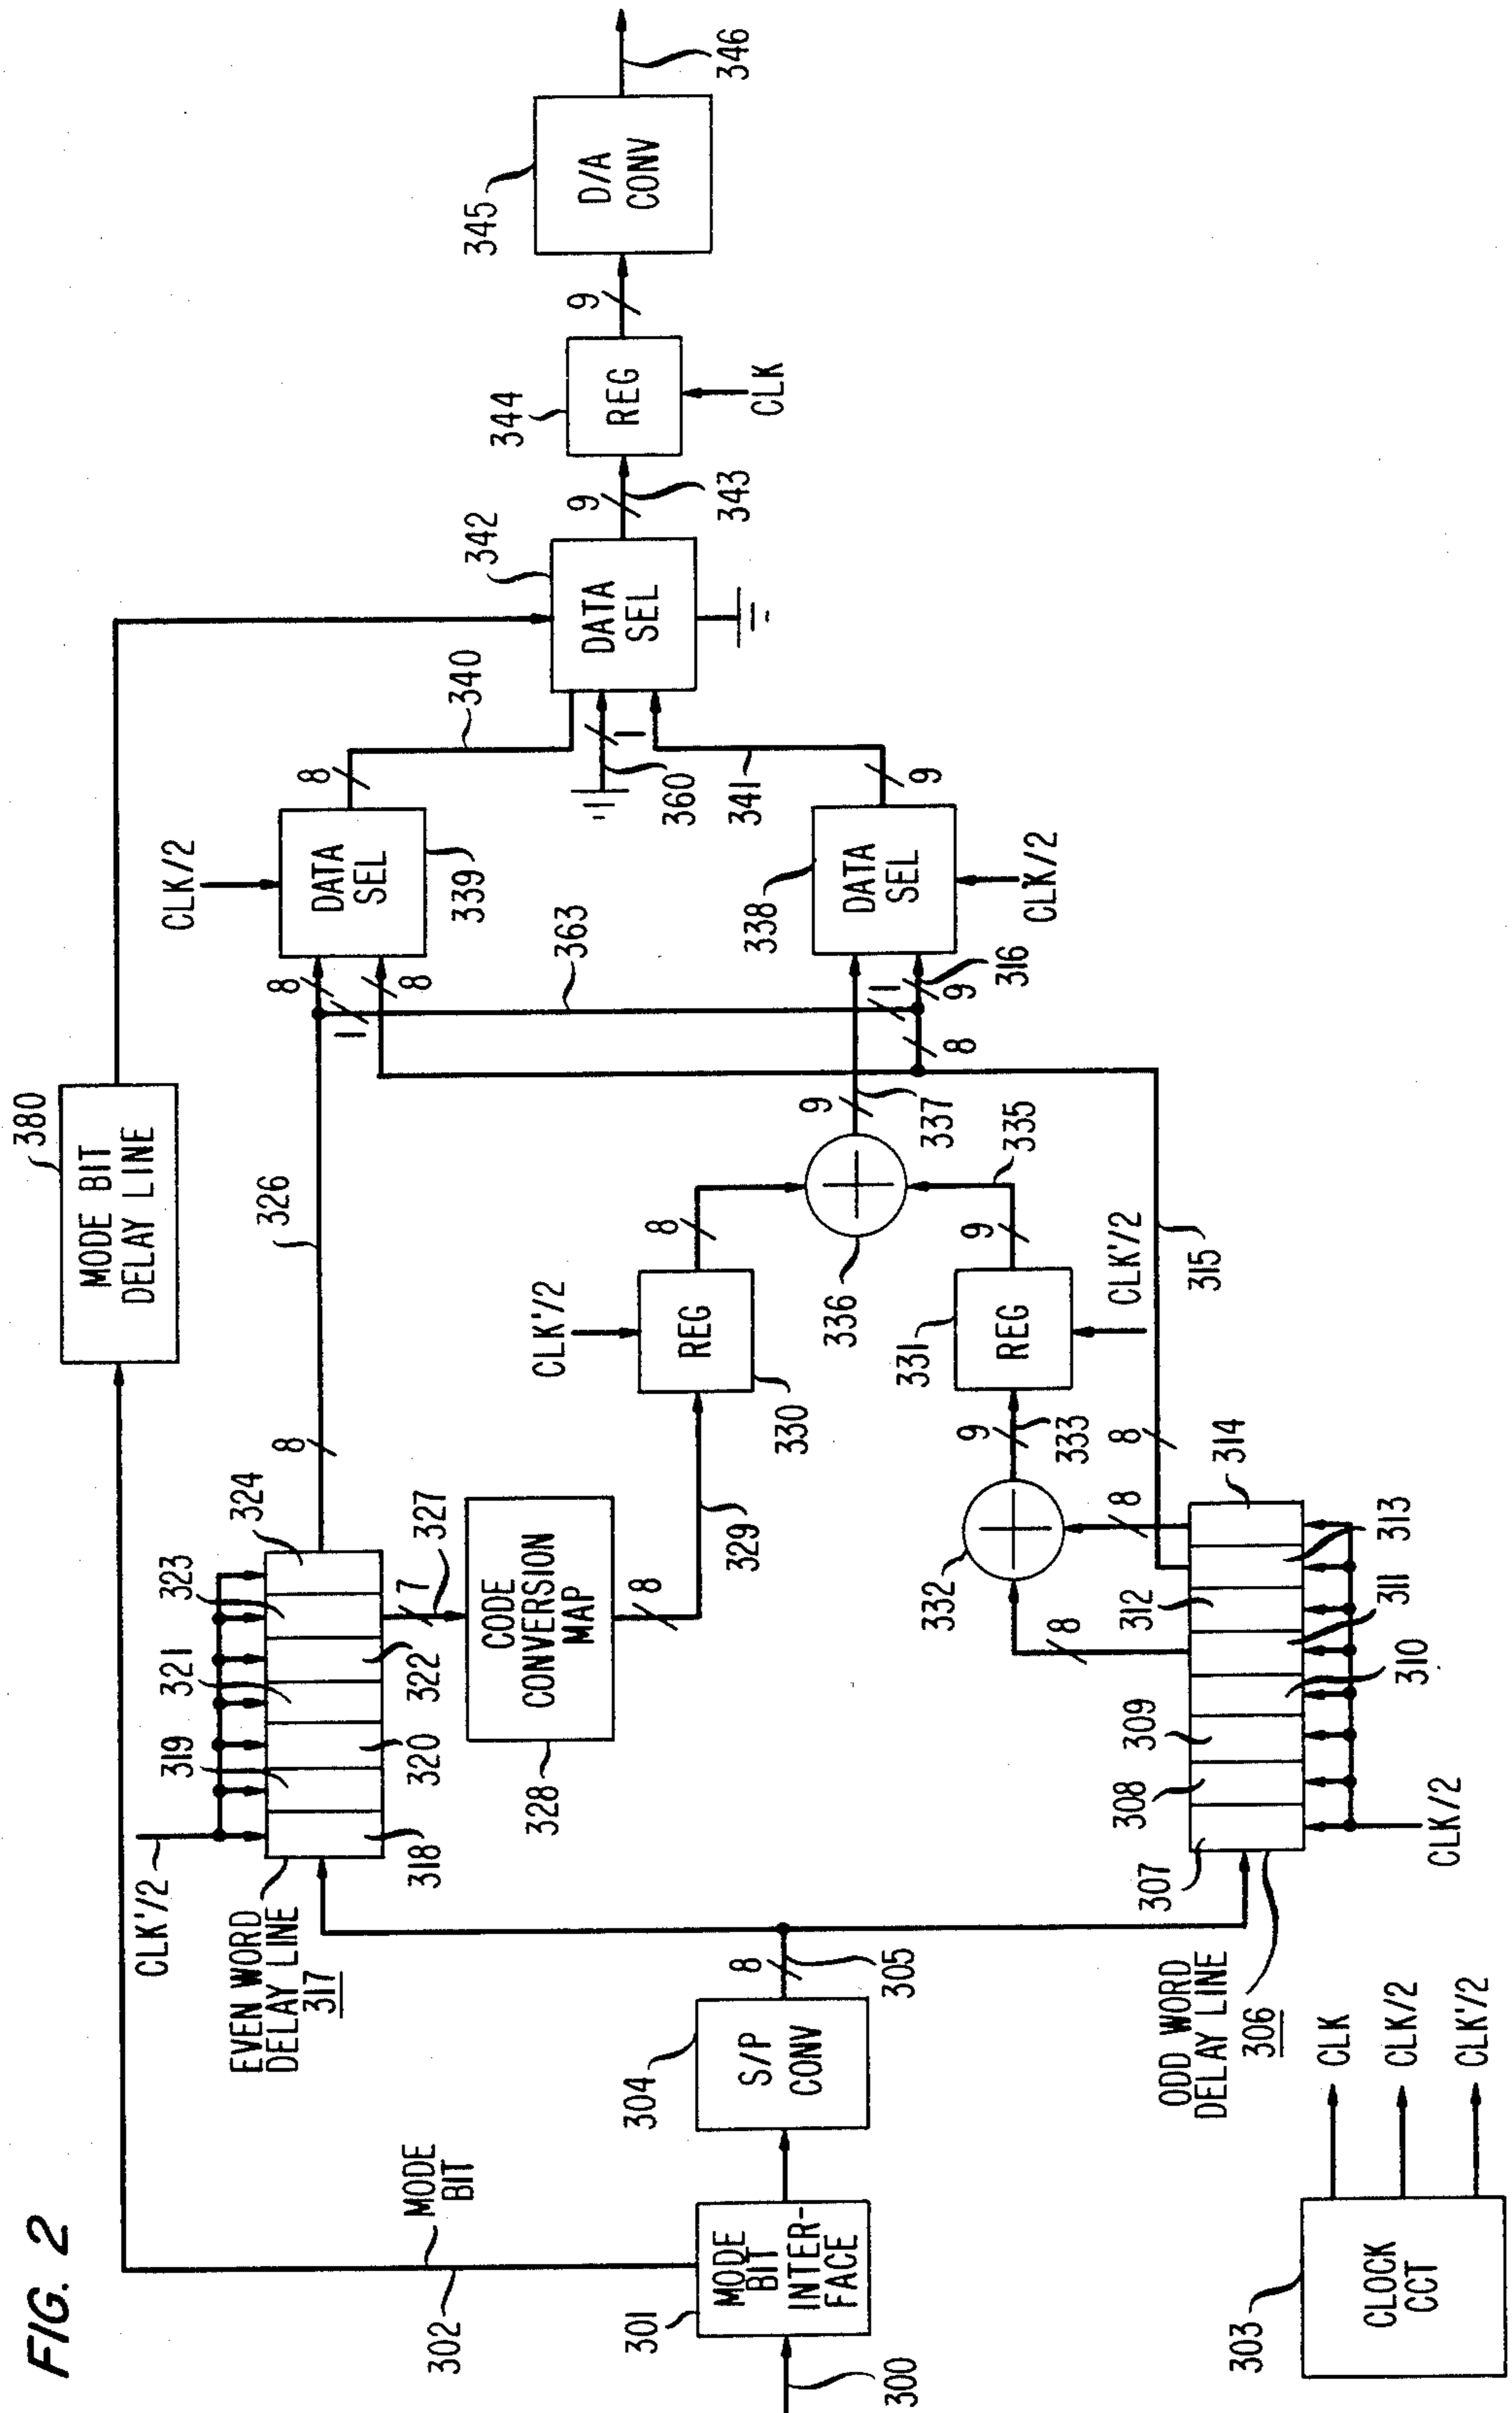 FIG. 2
300
MODE
BIT
INTER-
FACE
301
302
MODE
BIT
303
CLOCK
CCT
CLK
CLK/2
CLK'/2
S/P
CONV
304
8
305
EVEN WORD
DELAY LINE
317
CLK'/2
318
319
320
321
322
323
324
7
327
CODE
CONVERSION
MAP
328
8
329
ODD WORD
DELAY LINE
306
307
308
309
310
311
312
313
314
CLK/2
8
8
332
9
333
8
315
REG
331
CLK'/2
9
335
REG
330
CLK'/2
8
336
9
337
8
326
MODE BIT
DELAY LINE
380
8
1
8
363
1
8
9
316
DATA
SEL
339
CLK/2
8
340
DATA
SEL
338
CLK/2
9
341
1
360
DATA
SEL
342
9
343
REG
344
CLK
9
D/A
CONV
345
346